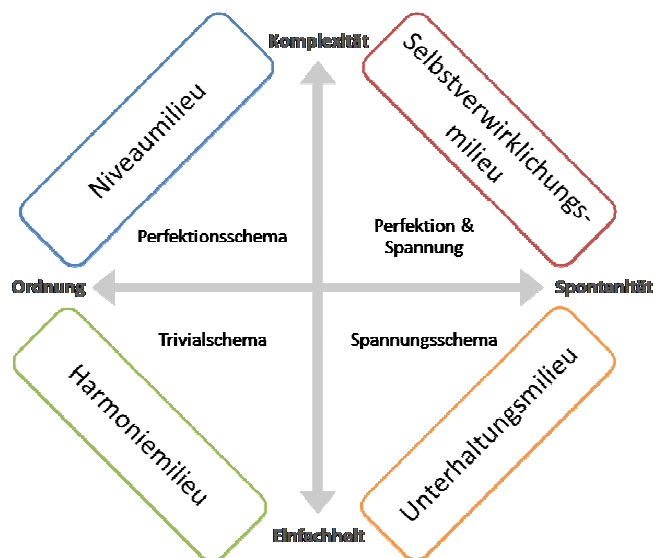 Komplexität
Niveaumilieu
Selbstverwirklichungs-
milieu
Perfektionsschema
Perfektion &
Spannung
Ordnung
Spontanität
Trivialschema
Spannungsschema
Harmoniemilieu
Unterhaltungsmilieu
Einfachheit